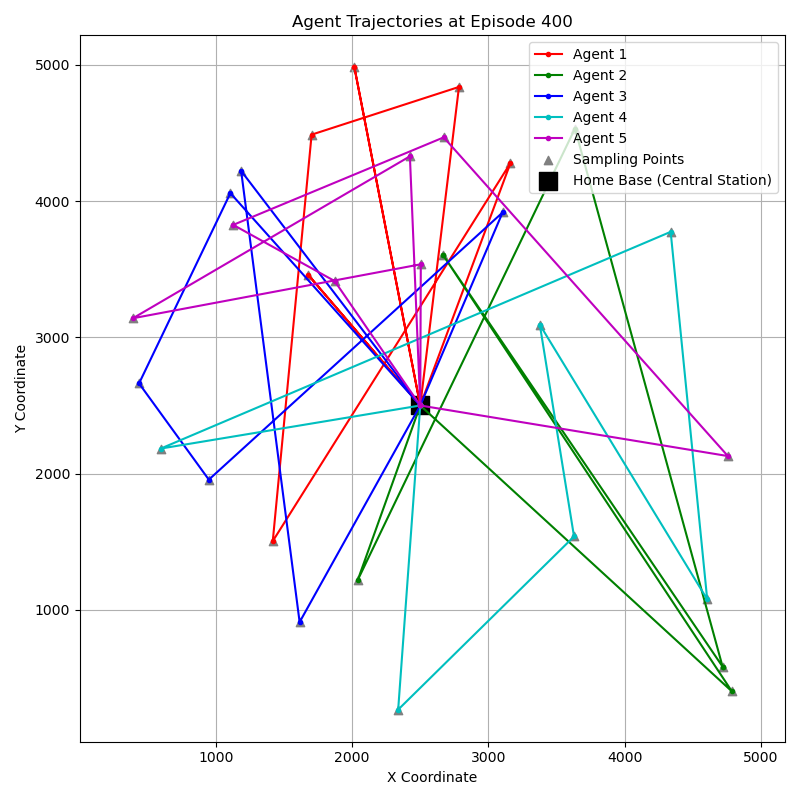 Agent Trajectories at Episode 400
Agent 1
Agent 2
Agent 3
Agent 4
Agent 5
Sampling Points
Home Base (Central Station)
Y Coordinate
5000
4000
3000
2000
1000
1000 2000 3000 4000 5000
X Coordinate